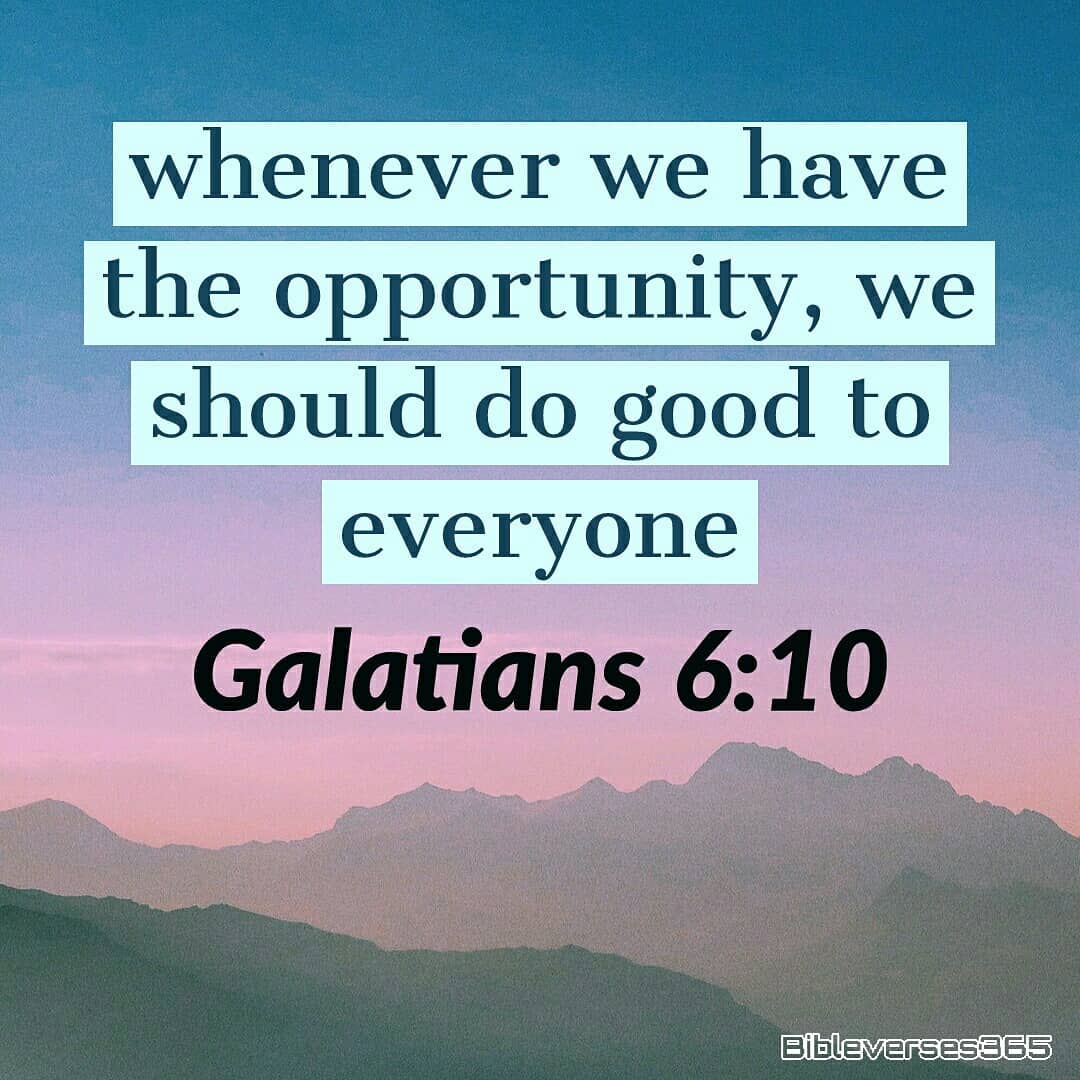 whenever we have
the opportunity, we
should do good to
everyone
Galatians 6:10
Bibleverses365